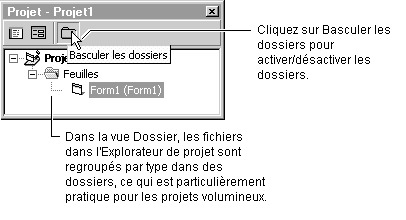 Projet - Projet1
Cliquez sur Basculer les
dossiers pour
activer/désactiver les
dossiers.
Basculer les dossiers
Feuilles
Form1 (Form1)
Dans la vue Dossier, les fichiers
dans l'Explorateur de projet sont
regroupés par type dans des
dossiers, ce qui est particulièrement
pratique pour les projets volumineux.